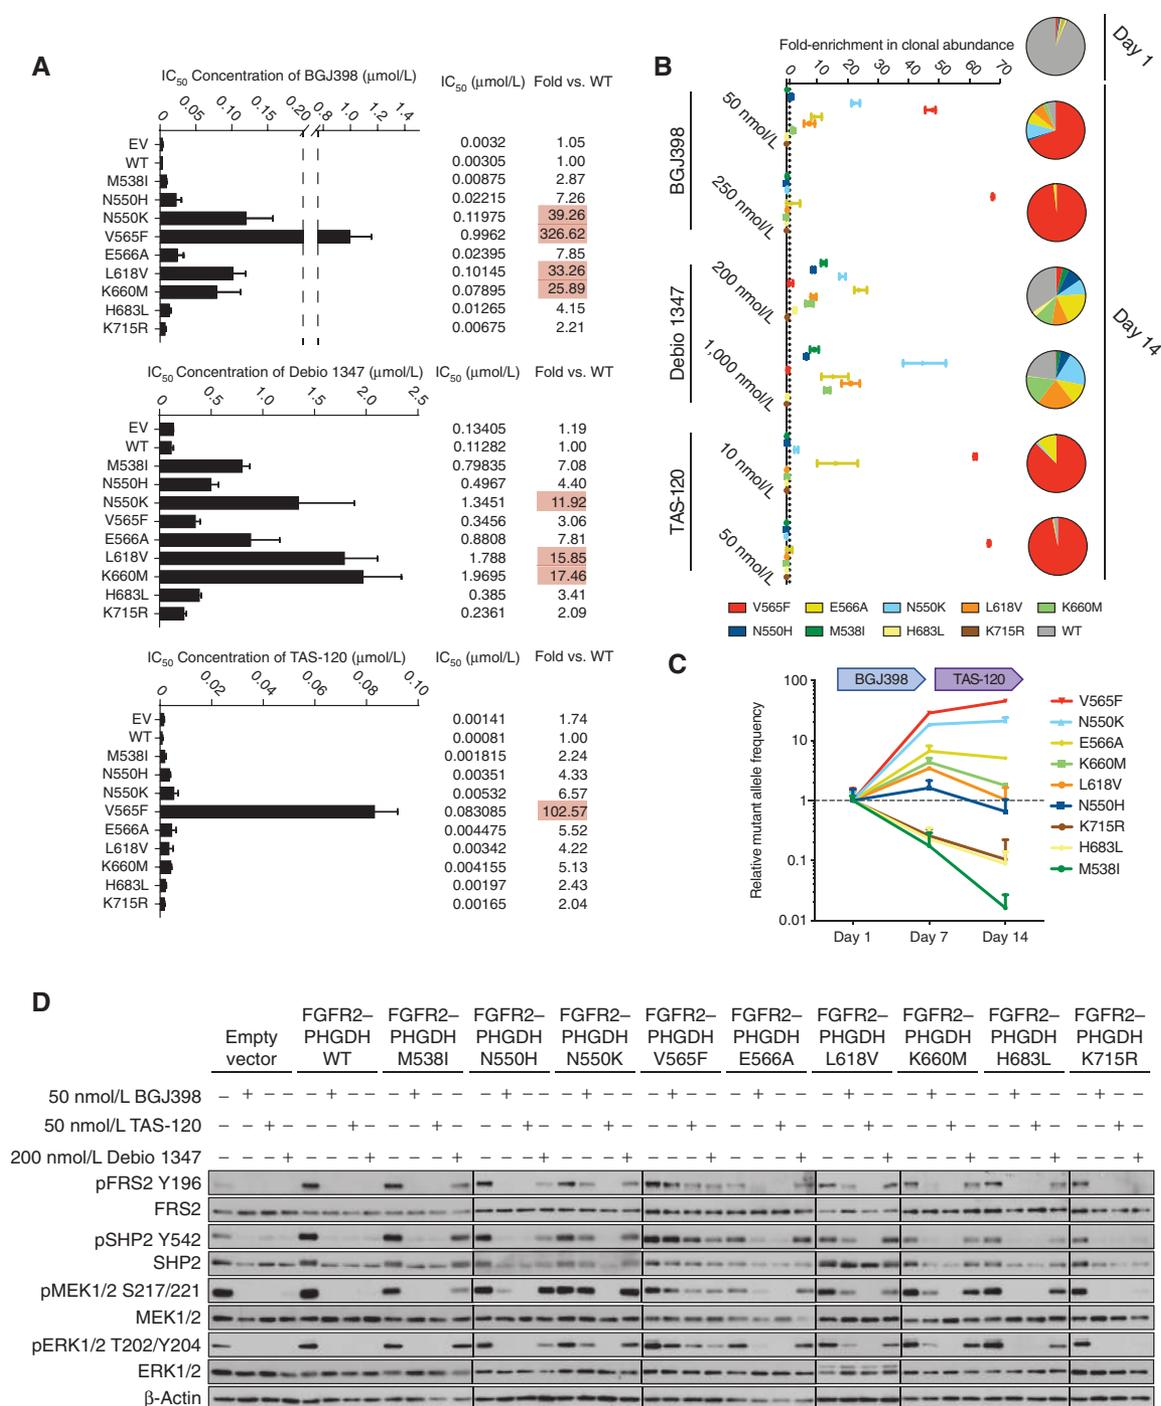 A
IC50 Concentration of BGJ398 (μmol/L) IC50 (μmol/L) Fold vs. WT
0 0.05 0.10 0.15 0.20 0.8 1.0 1.2 1.4
EV 0.0032 1.05
WT 0.00305 1.00
M538I 0.00875 2.87
N550H 0.02215 7.26
N550K 0.11975 39.26
V565F 0.9962 326.62
E566A 0.02395 7.85
L618V 0.10145 33.26
K660M 0.07895 25.89
H683L 0.01265 4.15
K715R 0.00675 2.21
IC50 Concentration of Debio 1347 (μmol/L) IC50 (μmol/L) Fold vs. WT
0 0.5 1.0 1.5 2.0 2.5
EV 0.13405 1.19
WT 0.11282 1.00
M538I 0.79835 7.08
N550H 0.4967 4.40
N550K 1.3451 11.92
V565F 0.3456 3.06
E566A 0.8808 7.81
L618V 1.788 15.85
K660M 1.9695 17.46
H683L 0.385 3.41
K715R 0.2361 2.09
IC50 Concentration of TAS-120 (μmol/L) IC50 (μmol/L) Fold vs. WT
0 0.02 0.04 0.06 0.08 0.10
EV 0.00141 1.74
WT 0.00081 1.00
M538I 0.001815 2.24
N550H 0.00351 4.33
N550K 0.00532 6.57
V565F 0.083085 102.57
E566A 0.004475 5.52
L618V 0.00342 4.22
K660M 0.004155 5.13
H683L 0.00197 2.43
K715R 0.00165 2.04
B
Fold-enrichment in clonal abundance
0 10 20 30 40 50 60 70
Day 1
BGJ398
50 nmol/L
250 nmol/L
Debio 1347
200 nmol/L
1,000 nmol/L
TAS-120
10 nmol/L
50 nmol/L
Day 14
V565F E566A N550K L618V K660M
N550H M538I H683L K715R WT
C
BGJ398 TAS-120
Relative mutant allele frequency
100
10
1
0.1
0.01
Day 1 Day 7 Day 14
V565F
N550K
E566A
K660M
L618V
N550H
K715R
H683L
M538I
D
Empty vector
FGFR2–PHGDH WT
FGFR2–PHGDH M538I
FGFR2–PHGDH N550H
FGFR2–PHGDH N550K
FGFR2–PHGDH V565F
FGFR2–PHGDH E566A
FGFR2–PHGDH L618V
FGFR2–PHGDH K660M
FGFR2–PHGDH H683L
FGFR2–PHGDH K715R
50 nmol/L BGJ398 – + – – – + – – – + – – – + – – – + – – – + – – – + – – – + – – – + – – – + – – – + – –
50 nmol/L TAS-120 – – + – – – + – – – + – – – + – – – + – – – + – – – + – – – + – – – + – – – + – – – + –
200 nmol/L Debio 1347 – – – + – – – + – – – + – – – + – – – + – – – + – – – + – – – + – – – + – – – + – – – +
pFRS2 Y196
FRS2
pSHP2 Y542
SHP2
pMEK1/2 S217/221
MEK1/2
pERK1/2 T202/Y204
ERK1/2
β-Actin